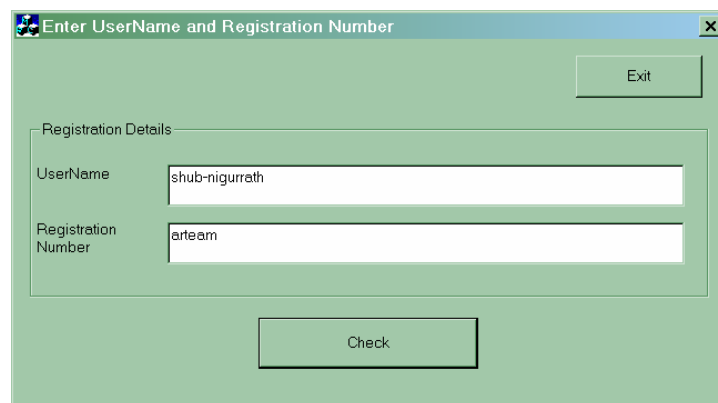 Enter UserName and Registration Number
Exit
Registration Details
UserName
shub-nigurrath
Registration
Number
arteam
Check